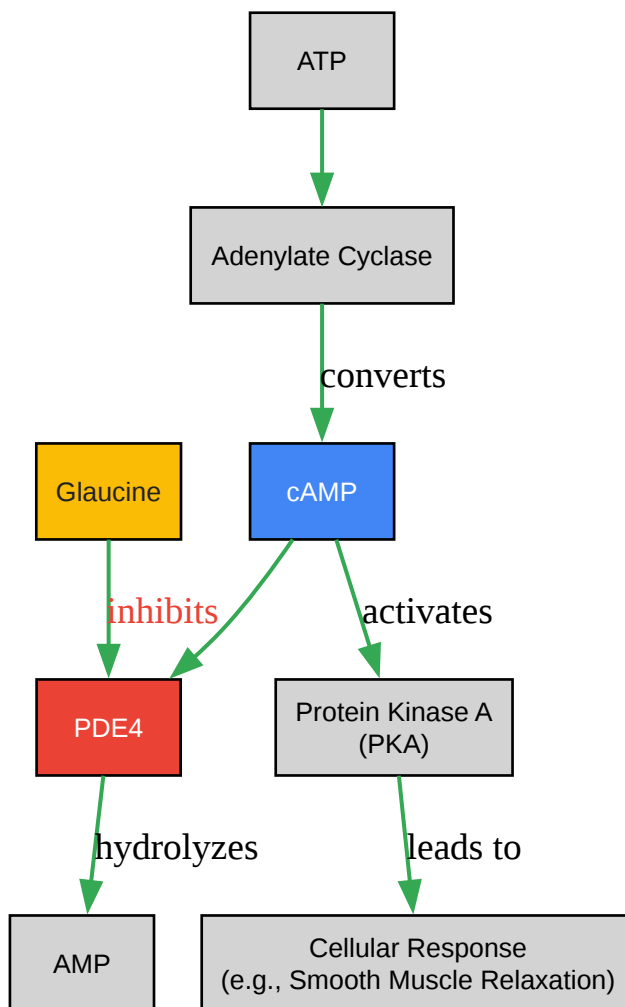 ATP
Adenylate Cyclase
converts
Glaucine
cAMP
inhibits
activates
PDE4
Protein Kinase A
(PKA)
hydrolyzes
leads to
AMP
Cellular Response
(e.g., Smooth Muscle Relaxation)